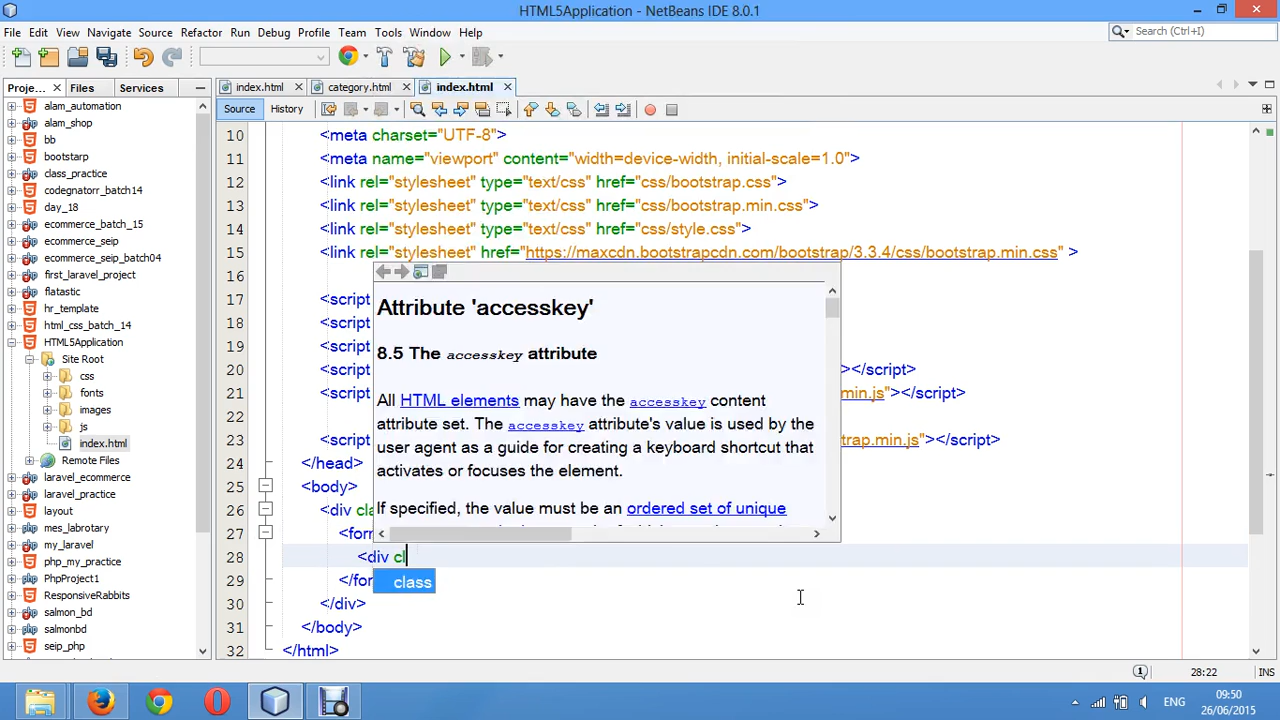 HTML5Application - NetBeans IDE 8.0.1
File Edit View Navigate Source Refactor Run Debug Profile Team Tools Window Help
Search (Ctrl+I)
Proje... Files Services
index.html category.html index.html
Source History
alam_automation
alam_shop
bb
bootstarp
class_practice
codegnatorr_batch14
day_18
ecommerce_batch_15
ecommerce_seip
ecommerce_seip_batch04
first_laravel_project
flatastic
hr_template
html_css_batch_14
HTML5Application
Site Root
css
fonts
images
js
index.html
Remote Files
laravel_ecommerce
laravel_practice
layout
mes_labrotary
my_laravel
php_my_practice
PhpProject1
ResponsiveRabbits
salmon_bd
salmonbd
seip_php
10 <meta charset="UTF-8">
11 <meta name="viewport" content="width=device-width, initial-scale=1.0">
12 <link rel="stylesheet" type="text/css" href="css/bootstrap.css">
13 <link rel="stylesheet" type="text/css" href="css/bootstrap.min.css">
14 <link rel="stylesheet" type="text/css" href="css/style.css">
15 <link rel="stylesheet" href="https://maxcdn.bootstrapcdn.com/bootstrap/3.3.4/css/bootstrap.min.css" >
16
17 <script
18 <script
19 <script
20 <script ></script>
21 <script min.js"></script>
22
23 <script trap.min.js"></script>
24 </head>
25 <body>
26 <div cla
27 <form
28 <div cl
29 </for
30 </div>
31 </body>
32 </html>
Attribute 'accesskey'
8.5 The accesskey attribute
All HTML elements may have the accesskey content
attribute set. The accesskey attribute's value is used by the
user agent as a guide for creating a keyboard shortcut that
activates or focuses the element.
If specified, the value must be an ordered set of unique
class
1 28:22 INS
ENG
09:50
26/06/2015